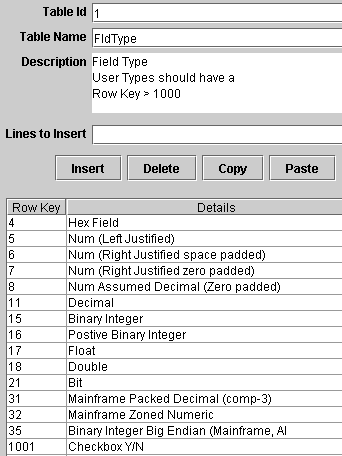 Table Id 1
Table Name FldType
Description Field Type
User Types should have a
Row Key > 1000
Lines to Insert
Insert Delete Copy Paste
Row Key Details
4 Hex Field
5 Num (Left Justified)
6 Num (Right Justified space padded)
7 Num (Right Justified zero padded)
8 Num Assumed Decimal (Zero padded)
11 Decimal
15 Binary Integer
16 Postive Binary Integer
17 Float
18 Double
21 Bit
31 Mainframe Packed Decimal (comp-3)
32 Mainframe Zoned Numeric
35 Binary Integer Big Endian (Mainframe, AI
1001 Checkbox Y/N